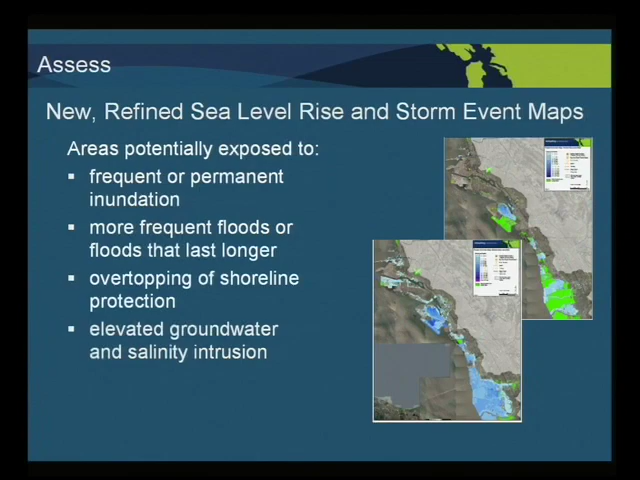 Assess
New, Refined Sea Level Rise and Storm Event Maps
Areas potentially exposed to:
▪ frequent or permanent
inundation
▪ more frequent floods or
floods that last longer
▪ overtopping of shoreline
protection
▪ elevated groundwater
and salinity intrusion